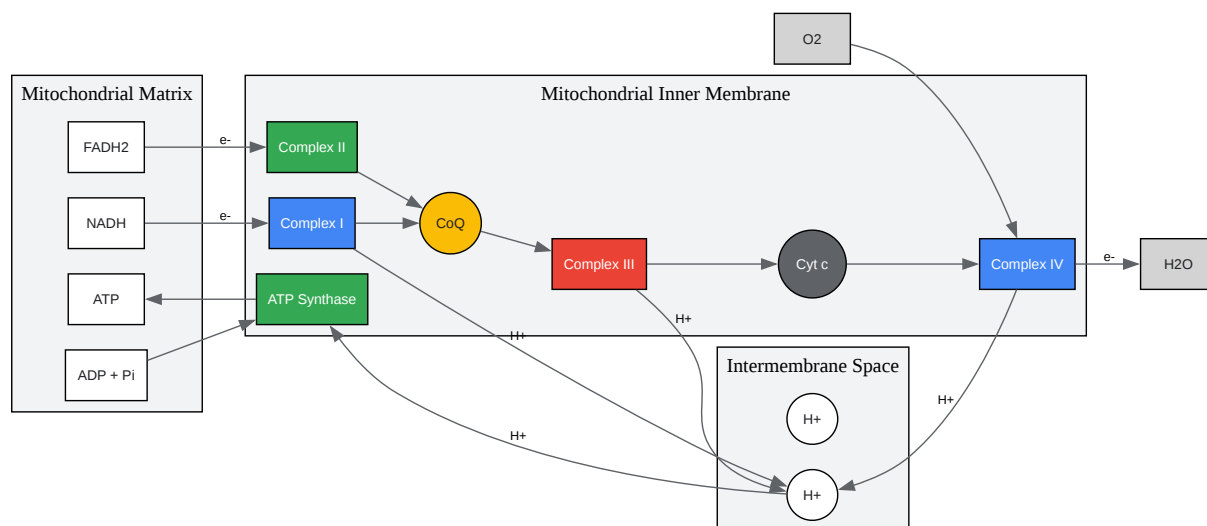 O2
Mitochondrial Matrix
Mitochondrial Inner Membrane
FADH2
e-
Complex II
NADH
e-
Complex I
CoQ
Complex III
Cyt c
Complex IV
e-
H2O
ATP
ATP Synthase
ADP + Pi
H+
H+
Intermembrane Space
H+
H+
H+
H+